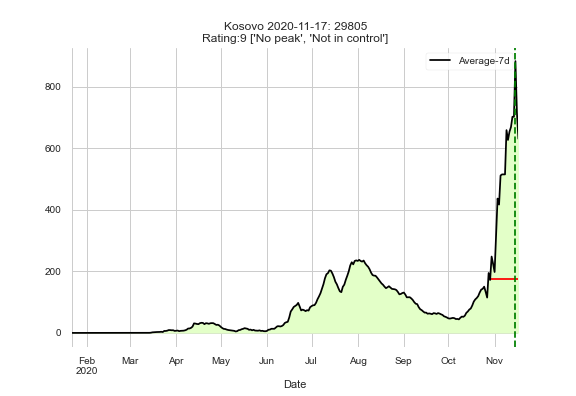 Kosovo 2020-11-17: 29805
Rating:9 ['No peak', 'Not in control']
Average-7d
800
600
400
200
0
Feb Mar Apr May Jun Jul Aug Sep Oct Nov
2020
Date